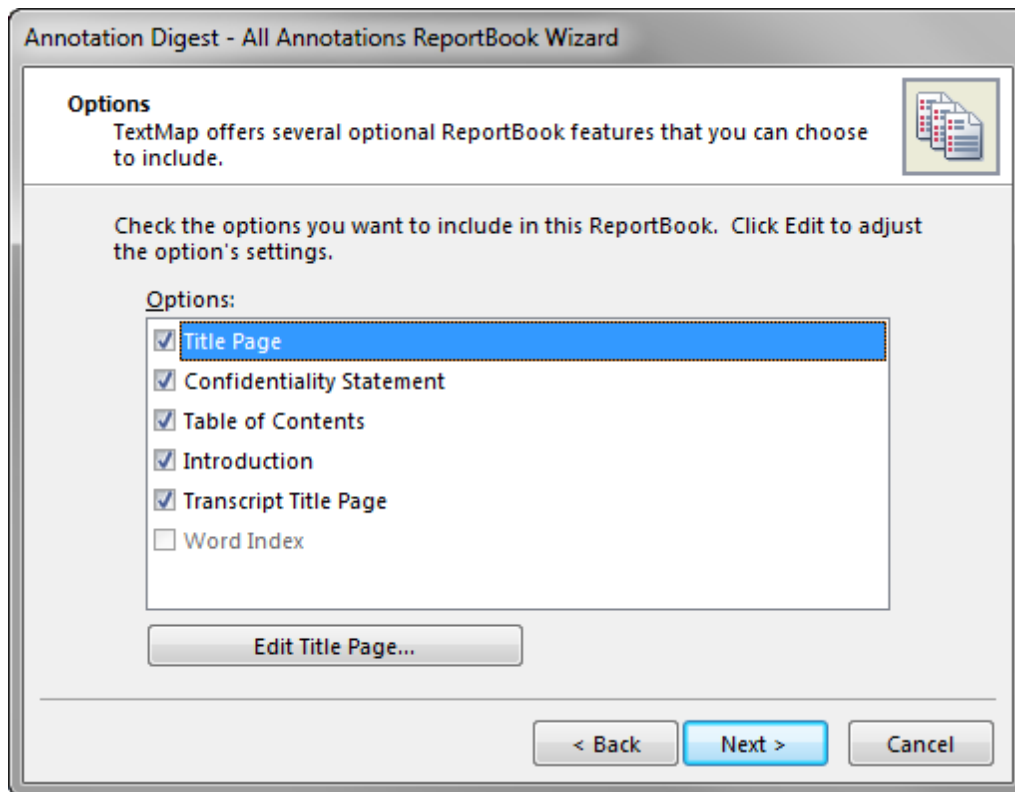 Annotation Digest - All Annotations ReportBook Wizard
Options
TextMap offers several optional ReportBook features that you can choose
to include.
Check the options you want to include in this ReportBook.  Click Edit to adjust
the option's settings.
Options:
Title Page
Confidentiality Statement
Table of Contents
Introduction
Transcript Title Page
Word Index
Edit Title Page...
< Back
Next >
Cancel